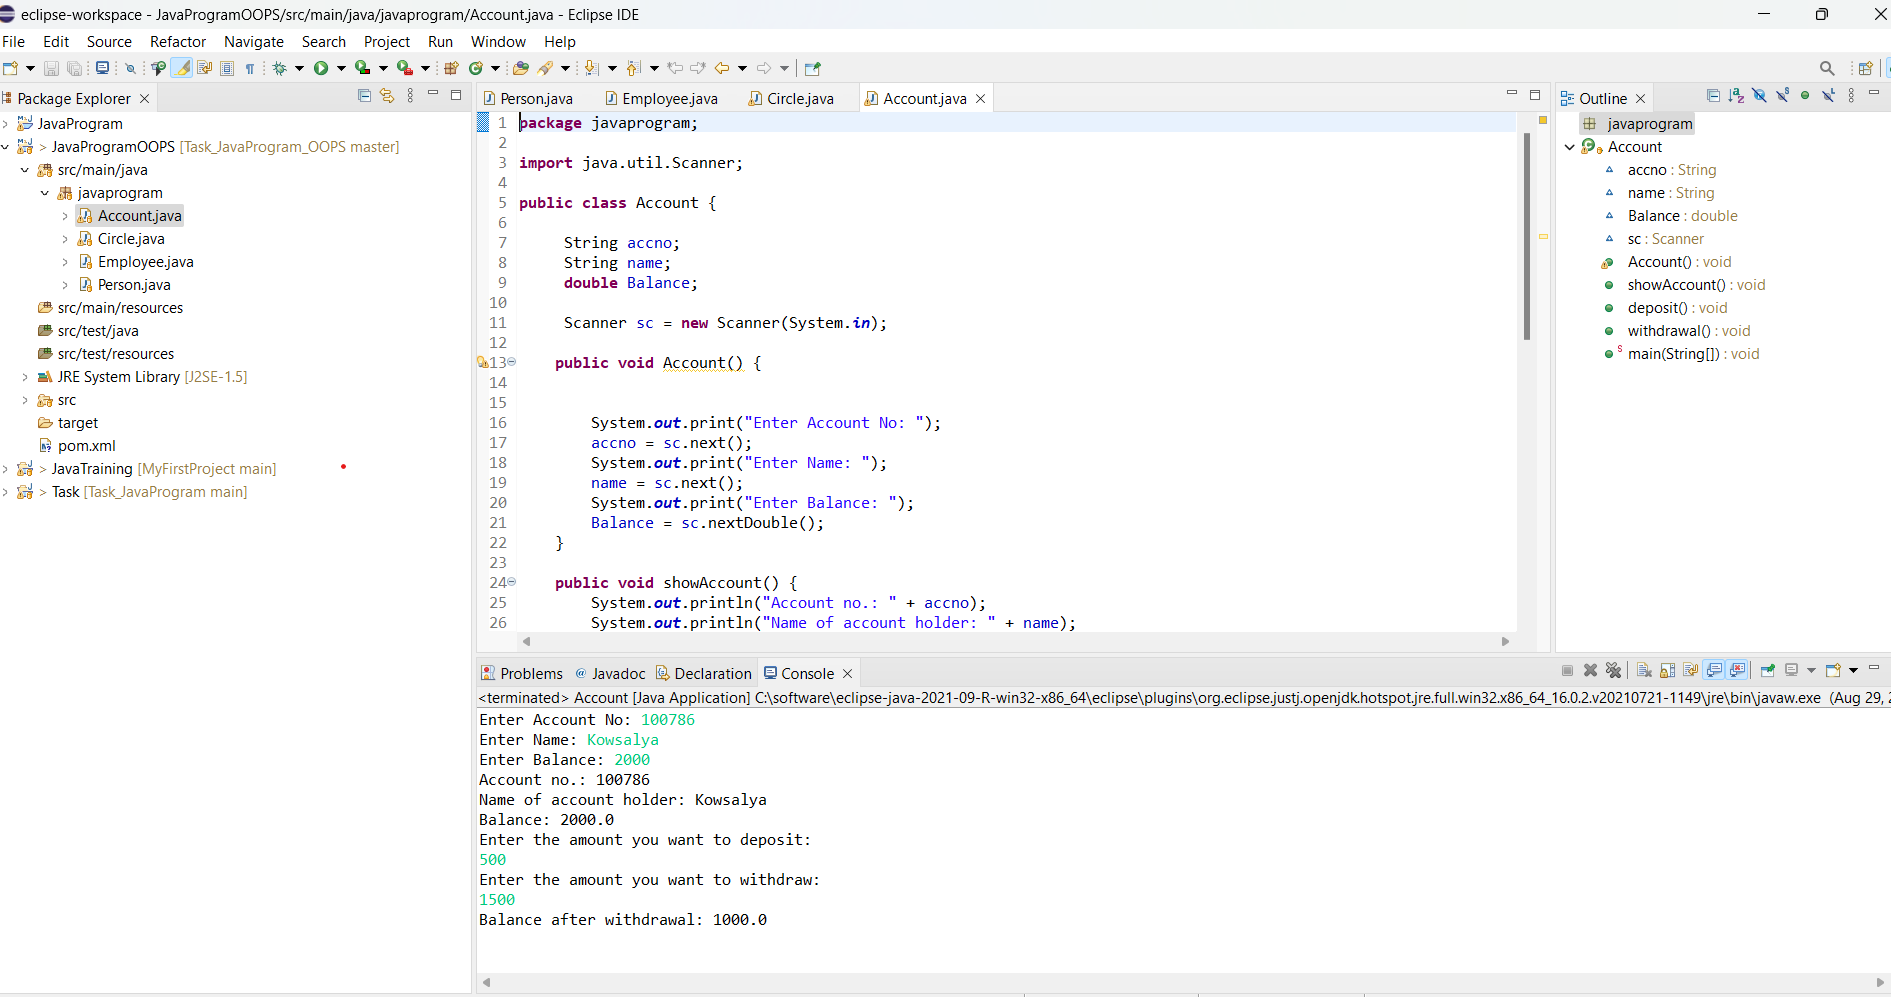 eclipse-workspace - JavaProgramOOPS/src/main/java/javaprogram/Account.java - Eclipse IDE
File Edit Source Refactor Navigate Search Project Run Window Help
Package Explorer
JavaProgram
> JavaProgramOOPS [Task_JavaProgram_OOPS master]
src/main/java
javaprogram
Account.java
Circle.java
Employee.java
Person.java
src/main/resources
src/test/java
src/test/resources
JRE System Library [J2SE-1.5]
src
target
pom.xml
> JavaTraining [MyFirstProject main]
> Task [Task_JavaProgram main]
Person.java Employee.java Circle.java Account.java
1 package javaprogram;
2
3 import java.util.Scanner;
4
5 public class Account {
6
7 String accno;
8 String name;
9 double Balance;
10
11 Scanner sc = new Scanner(System.in);
12
13 public void Account() {
14
15
16 System.out.print("Enter Account No: ");
17 accno = sc.next();
18 System.out.print("Enter Name: ");
19 name = sc.next();
20 System.out.print("Enter Balance: ");
21 Balance = sc.nextDouble();
22 }
23
24 public void showAccount() {
25 System.out.println("Account no.: " + accno);
26 System.out.println("Name of account holder: " + name);
Outline
javaprogram
Account
accno : String
name : String
Balance : double
sc : Scanner
Account() : void
showAccount() : void
deposit() : void
withdrawal() : void
main(String[]) : void
Problems @ Javadoc Declaration Console
<terminated> Account [Java Application] C:\software\eclipse-java-2021-09-R-win32-x86_64\eclipse\plugins\org.eclipse.justj.openjdk.hotspot.jre.full.win32.x86_64_16.0.2.v20210721-1149\jre\bin\javaw.exe (Aug 29,
Enter Account No: 100786
Enter Name: Kowsalya
Enter Balance: 2000
Account no.: 100786
Name of account holder: Kowsalya
Balance: 2000.0
Enter the amount you want to deposit:
500
Enter the amount you want to withdraw:
1500
Balance after withdrawal: 1000.0